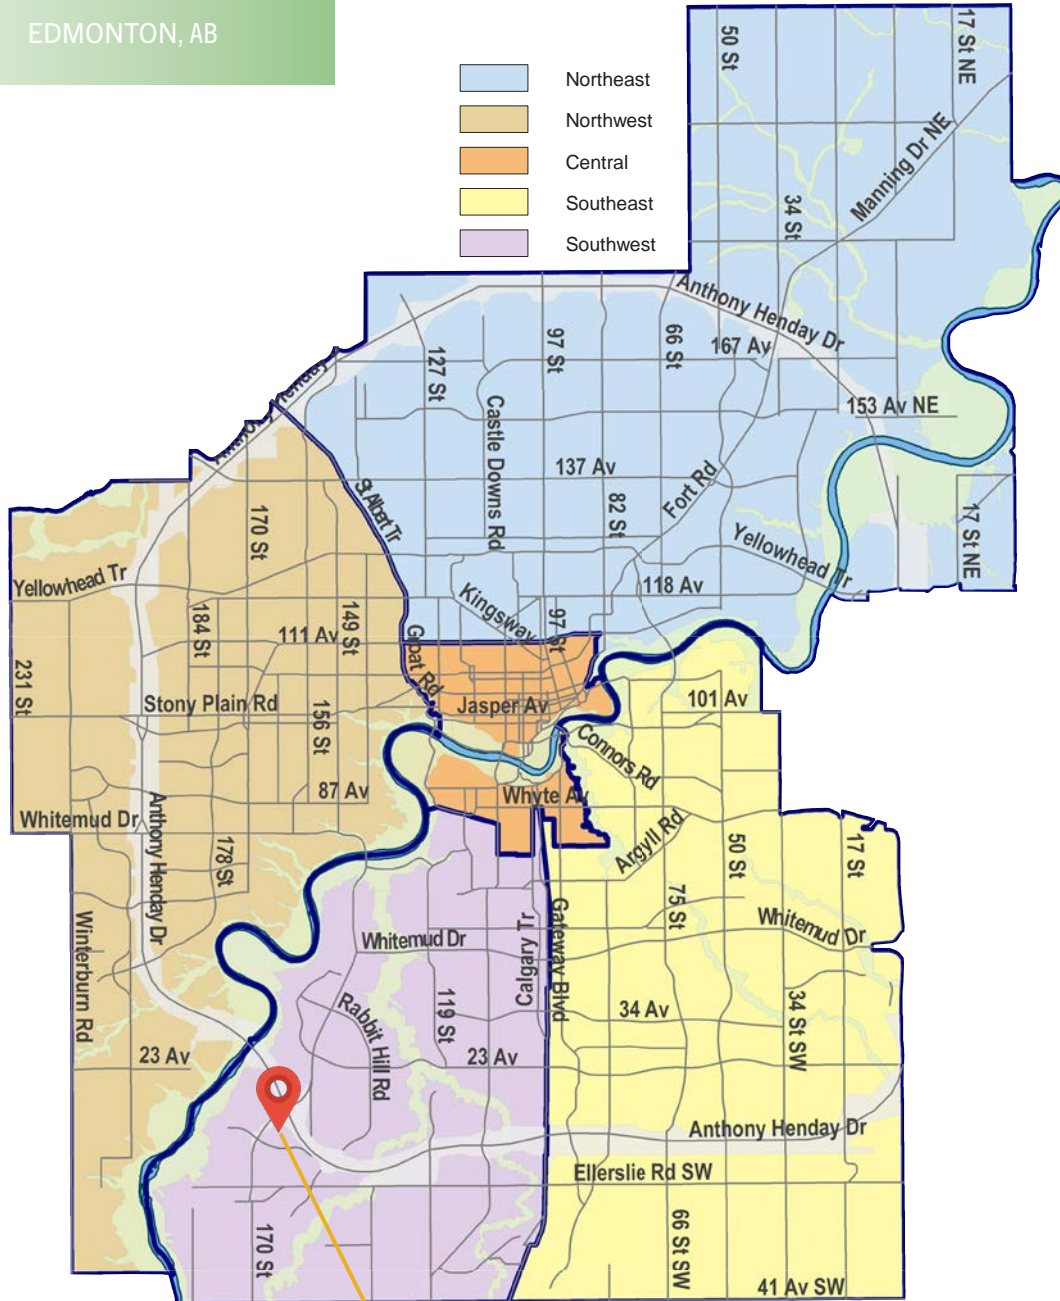 EDMONTON, AB
Northeast
Northwest
Central
Southeast
Southwest
50 St
17 St NE
Manning Dr NE
34 St
Anthony Henday Dr
97 St
66 St
167 Av
127 St
Castle Downs Rd
153 Av NE
137 Av
82 St
Fort Rd
St Albert Tr
170 St
Yellowhead Tr
17 St NE
Yellowhead Tr
118 Av
Kingsway
97 St
184 St
111 Av
149 St
Groat Rd
231 St
Stony Plain Rd
156 St
Jasper Av
101 Av
Connors Rd
87 Av
Whyte Av
Whitemud Dr
Anthony Henday Dr
178 St
Argyll Rd
50 St
17 St
75 St
Winterburn Rd
Whitemud Dr
Calgary Tr
Gateway Blvd
Whitemud Dr
Rabbit Hill Rd
119 St
34 Av
34 St SW
23 Av
23 Av
Anthony Henday Dr
Ellerslie Rd SW
170 St
66 St SW
41 Av SW